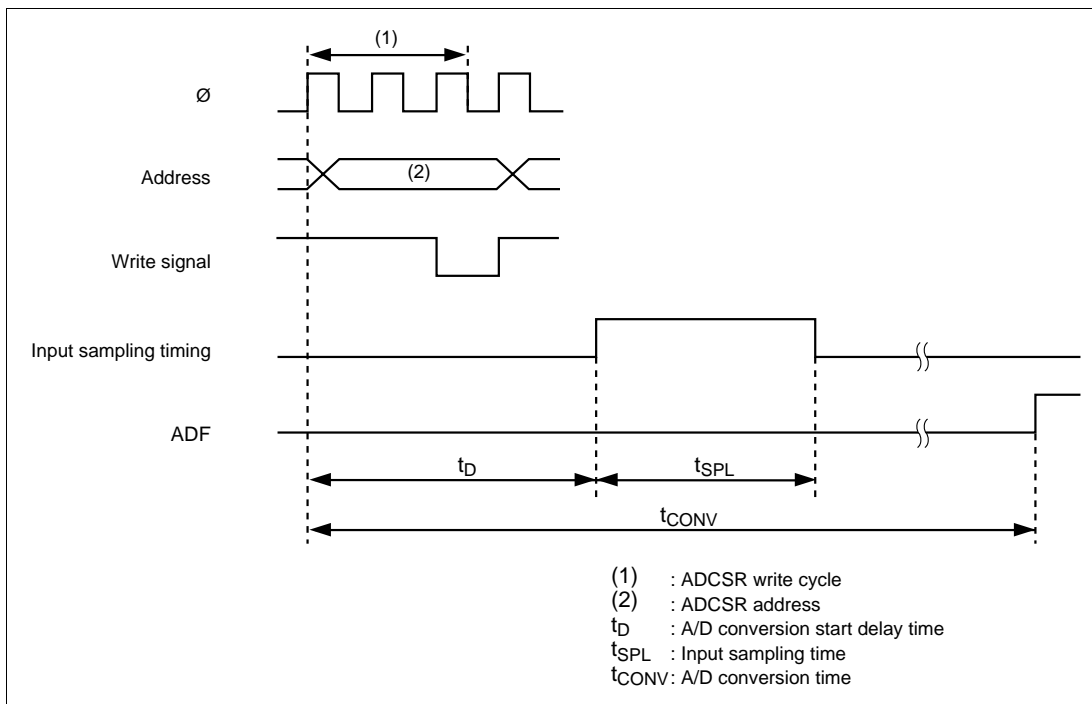 (1)
Ø
Address
(2)
Write signal
Input sampling timing
ADF
tD
tSPL
tCONV
(1) : ADCSR write cycle
(2) : ADCSR address
tD : A/D conversion start delay time
tSPL : Input sampling time
tCONV : A/D conversion time